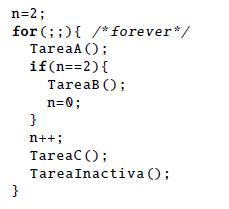 n=2;
for(;;){ /*forever*/
TareaA();
if(n==2){
TareaB();
n=0;
}
n++;
TareaC();
TareaInactiva();
}